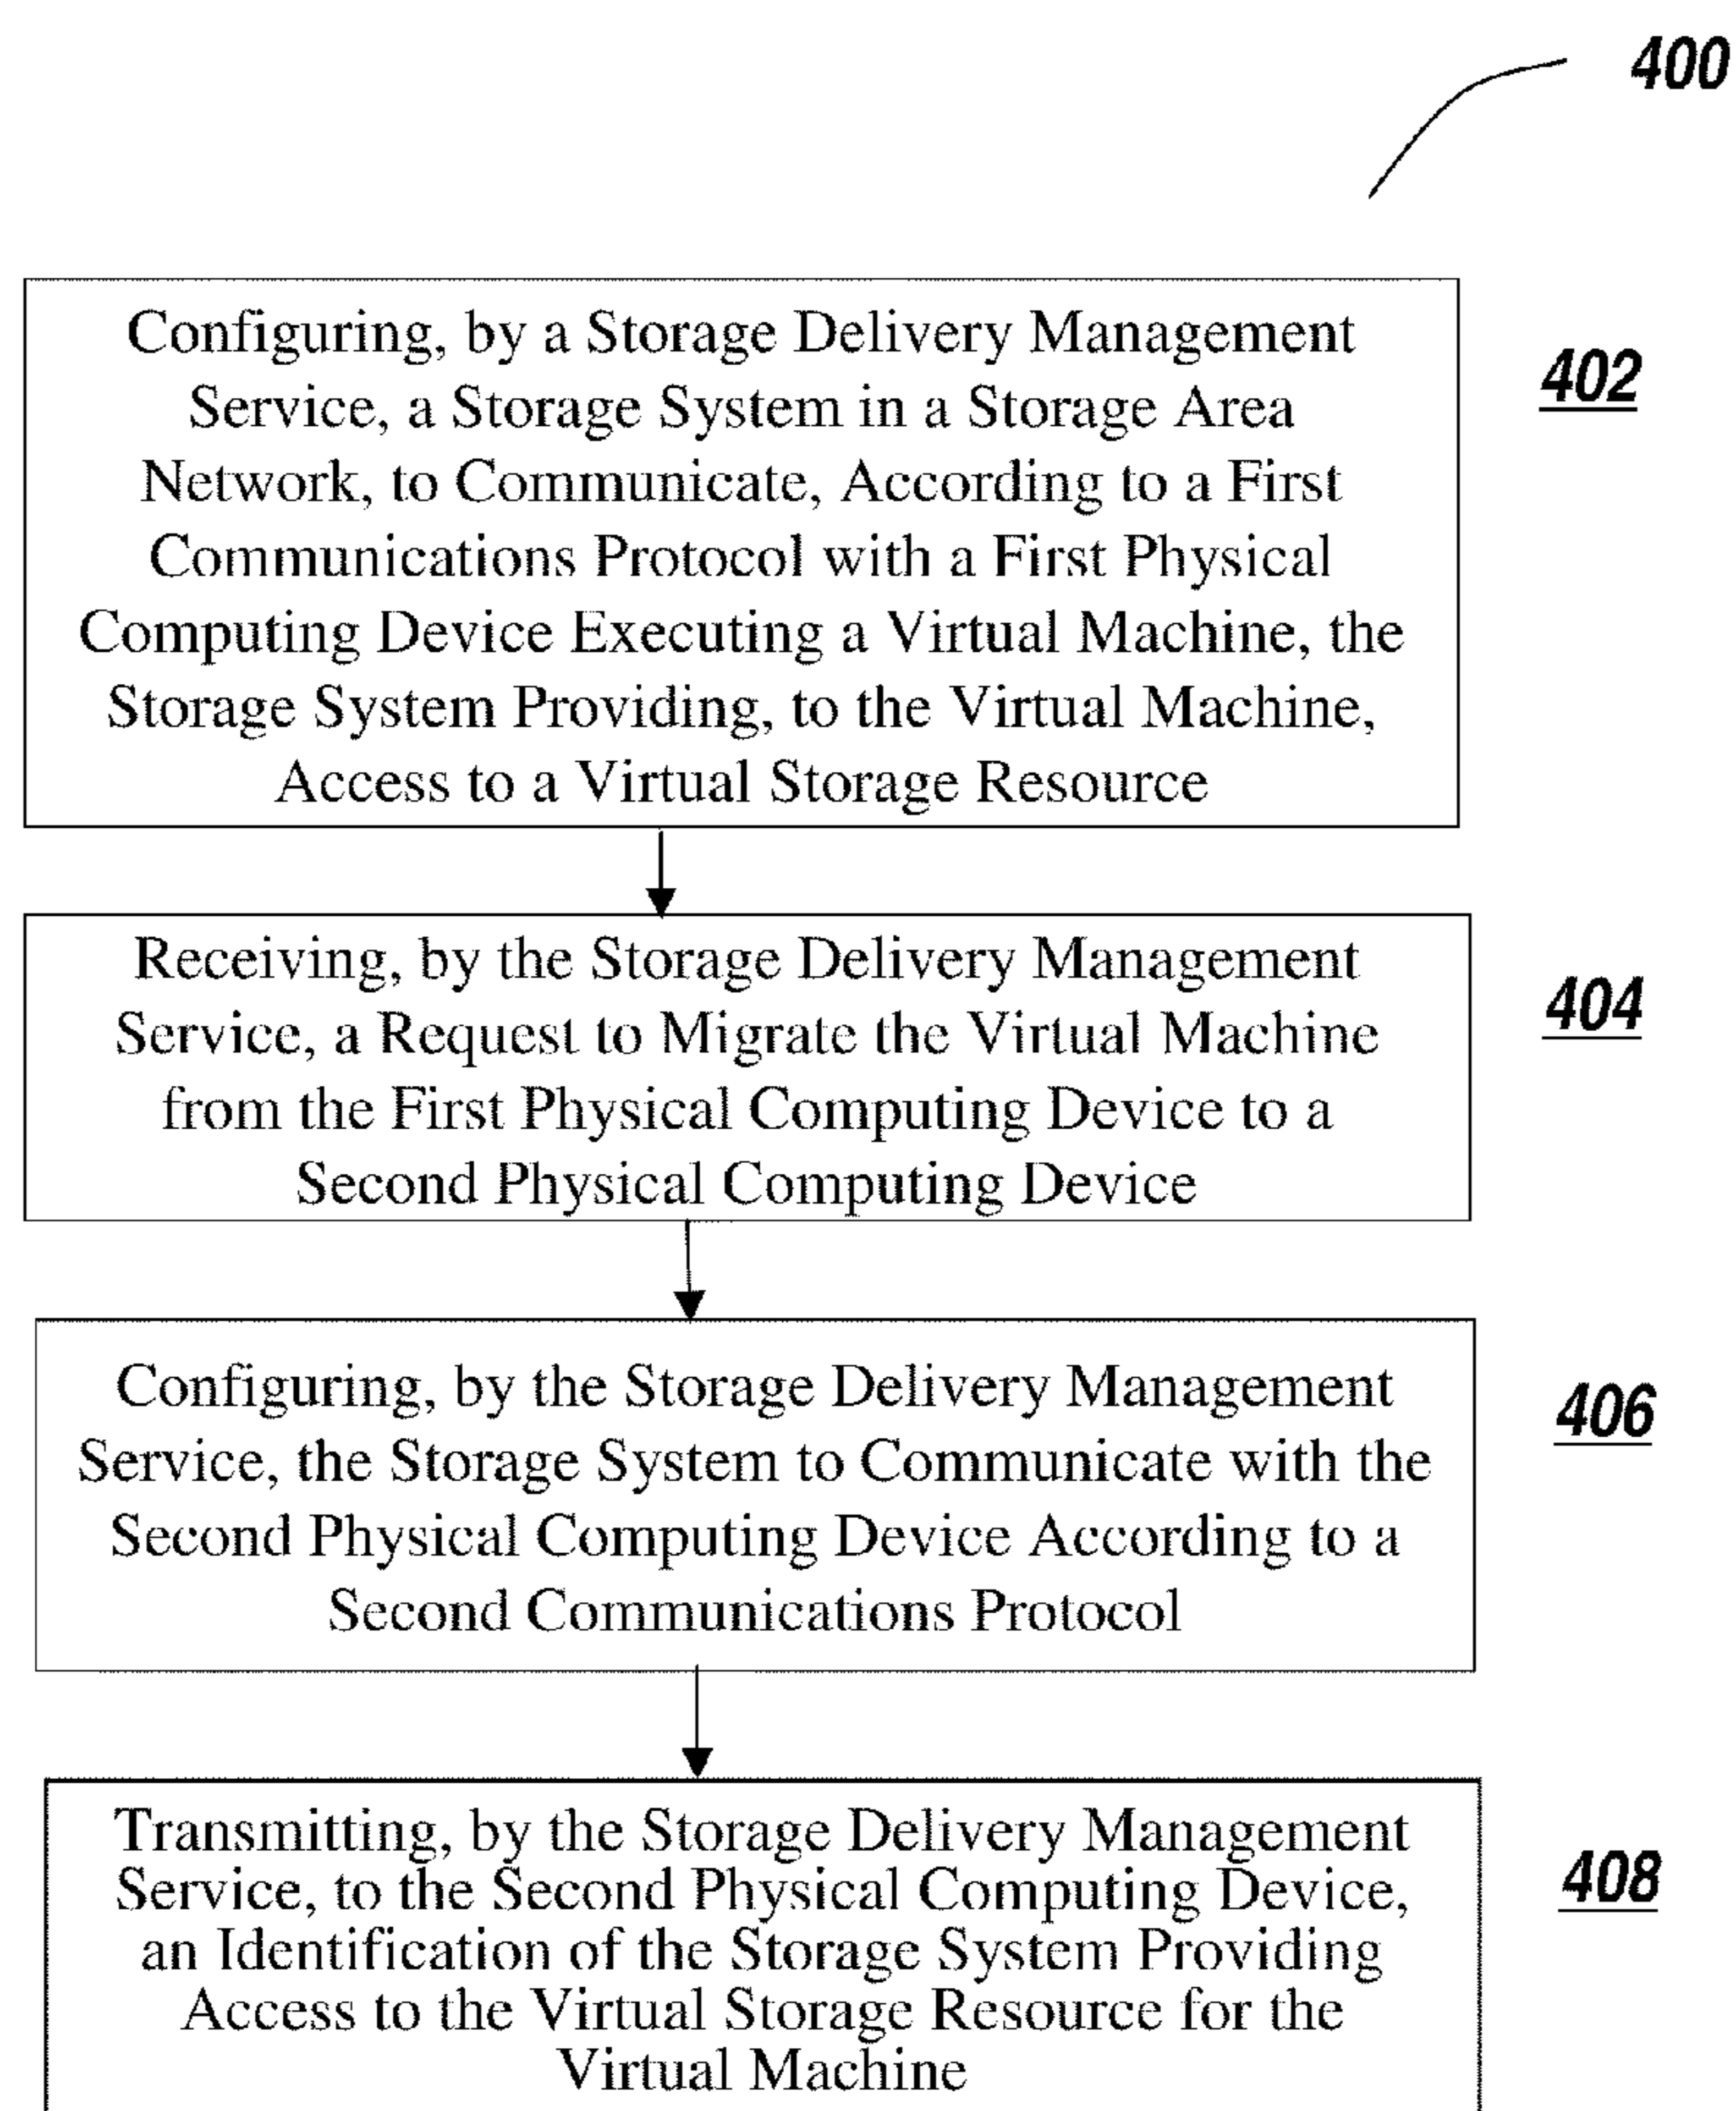 400
Configuring, by a Storage Delivery Management
Service, a Storage System in a Storage Area
Network, to Communicate, According to a First
Communications Protocol with a First Physical
Computing Device Executing a Virtual Machine, the
Storage System Providing, to the Virtual Machine,
Access to a Virtual Storage Resource
402
Receiving, by the Storage Delivery Management
Service, a Request to Migrate the Virtual Machine
from the First Physical Computing Device to a
Second Physical Computing Device
404
Configuring, by the Storage Delivery Management
Service, the Storage System to Communicate with the
Second Physical Computing Device According to a
Second Communications Protocol
406
Transmitting, by the Storage Delivery Management
Service, to the Second Physical Computing Device,
an Identification of the Storage System Providing
Access to the Virtual Storage Resource for the
Virtual Machine
408